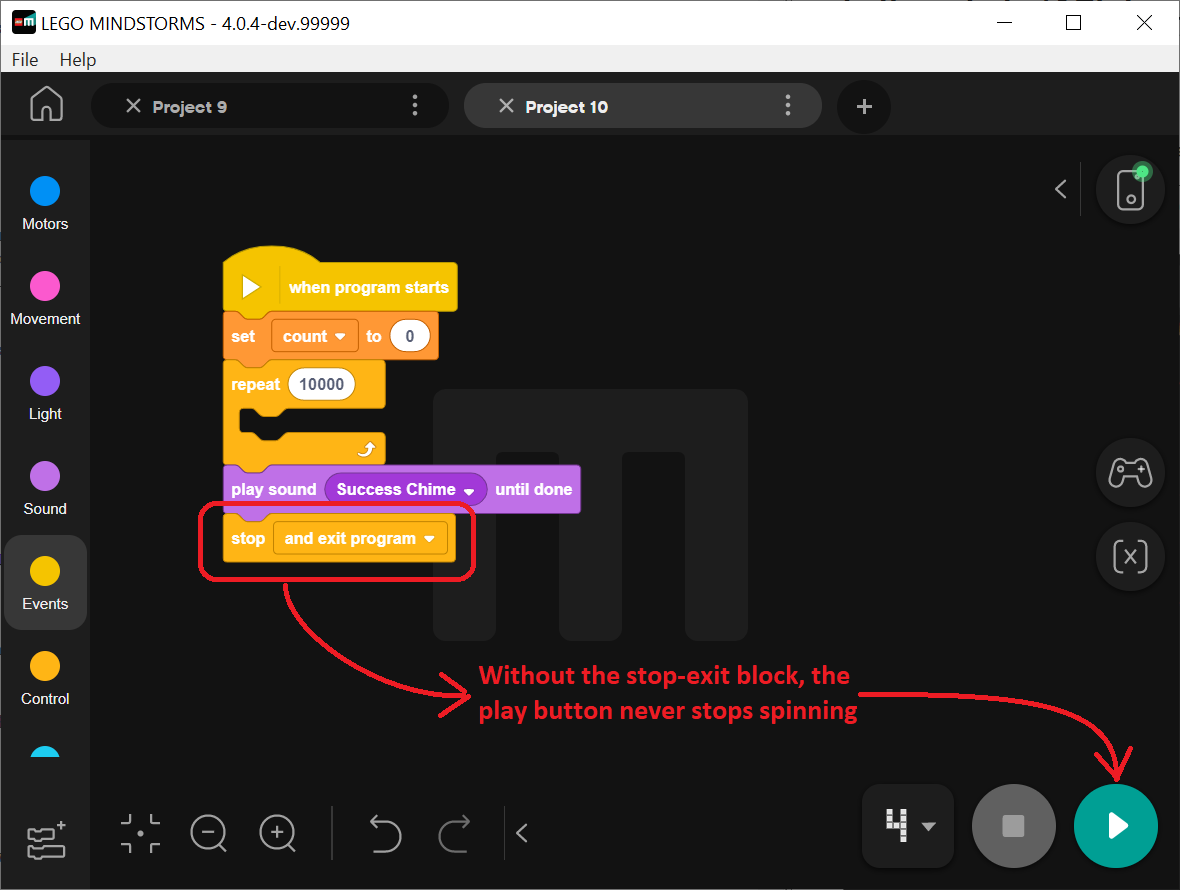 LEGO MINDSTORMS - 4.0.4-dev.99999
File Help
Project 9 Project 10
Motors
Movement
Light
Sound
Events
Control
when program starts
set count to 0
repeat 10000
play sound Success Chime until done
stop and exit program
Without the stop-exit block, the
play button never stops spinning
4